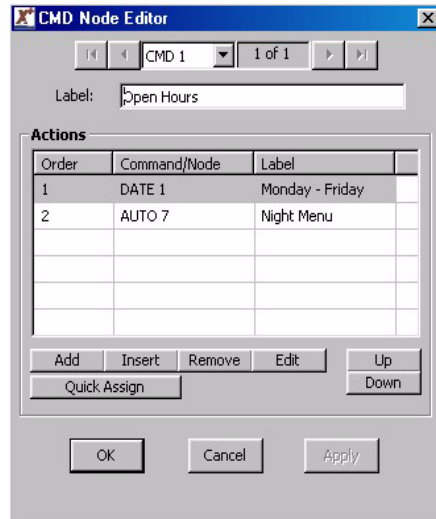 CMD Node Editor
CMD 1 1 of 1
Label: Open Hours
Actions
Order Command/Node Label
1 DATE 1 Monday - Friday
2 AUTO 7 Night Menu
Add Insert Remove Edit Up
Quick Assign Down
OK Cancel Apply